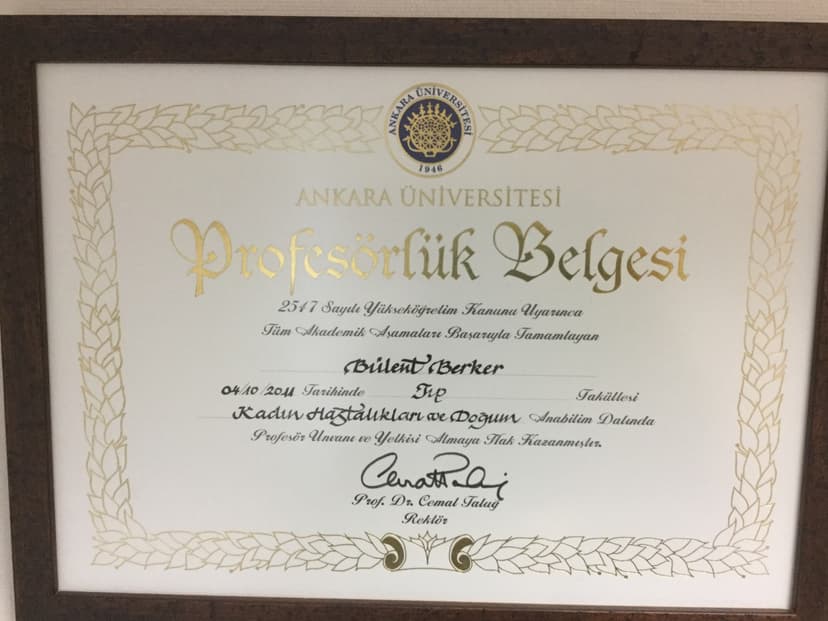 ANKARA ÜNİVERSİTESİ
1946
ANKARA ÜNİVERSİTESİ
Profesörlük Belgesi
2547 Sayılı Yükseköğretim Kanunu Uyarınca
Tüm Akademik Aşamaları Başarıyla Tamamlayan
Bülent Berker
04/10/2011 Tarihinde Tıp Fakültesi
Kadın Hastalıkları ve Doğum Anabilim Dalında
Profesör Unvanı ve Yetkisi Almaya Hak Kazanmıştır.
Prof. Dr. Cemal Taluğ
Rektör